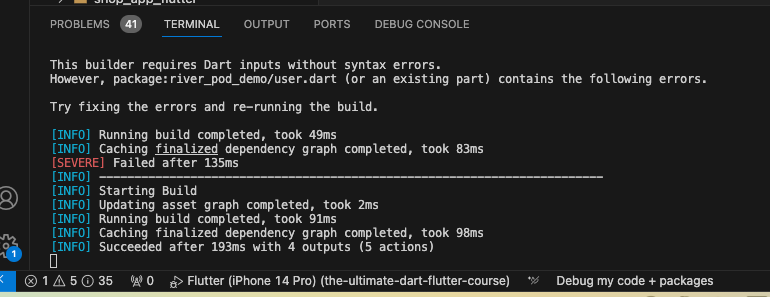 shop_app_flutter
PROBLEMS 41 TERMINAL OUTPUT PORTS DEBUG CONSOLE
This builder requires Dart inputs without syntax errors.
However, package:river_pod_demo/user.dart (or an existing part) contains the following errors.
Try fixing the errors and re-running the build.
[INFO] Running build completed, took 49ms
[INFO] Caching finalized dependency graph completed, took 83ms
[SEVERE] Failed after 135ms
[INFO] ------------------------------------------------------------------------
[INFO] Starting Build
[INFO] Updating asset graph completed, took 2ms
[INFO] Running build completed, took 91ms
[INFO] Caching finalized dependency graph completed, took 98ms
[INFO] Succeeded after 193ms with 4 outputs (5 actions)
1
1 5 35 0 Flutter (iPhone 14 Pro) (the-ultimate-dart-flutter-course) Debug my code + packages